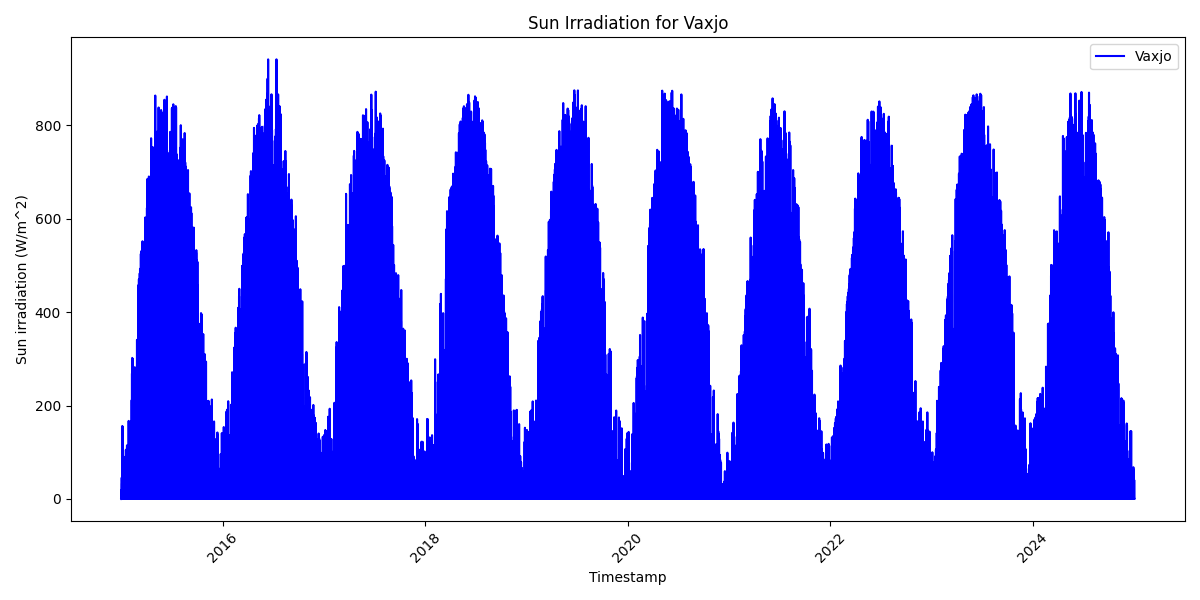 Sun Irradiation for Vaxjo
Vaxjo
Sun irradiation (W/m^2)
800
600
400
200
0
2016
2018
2020
2022
2024
Timestamp